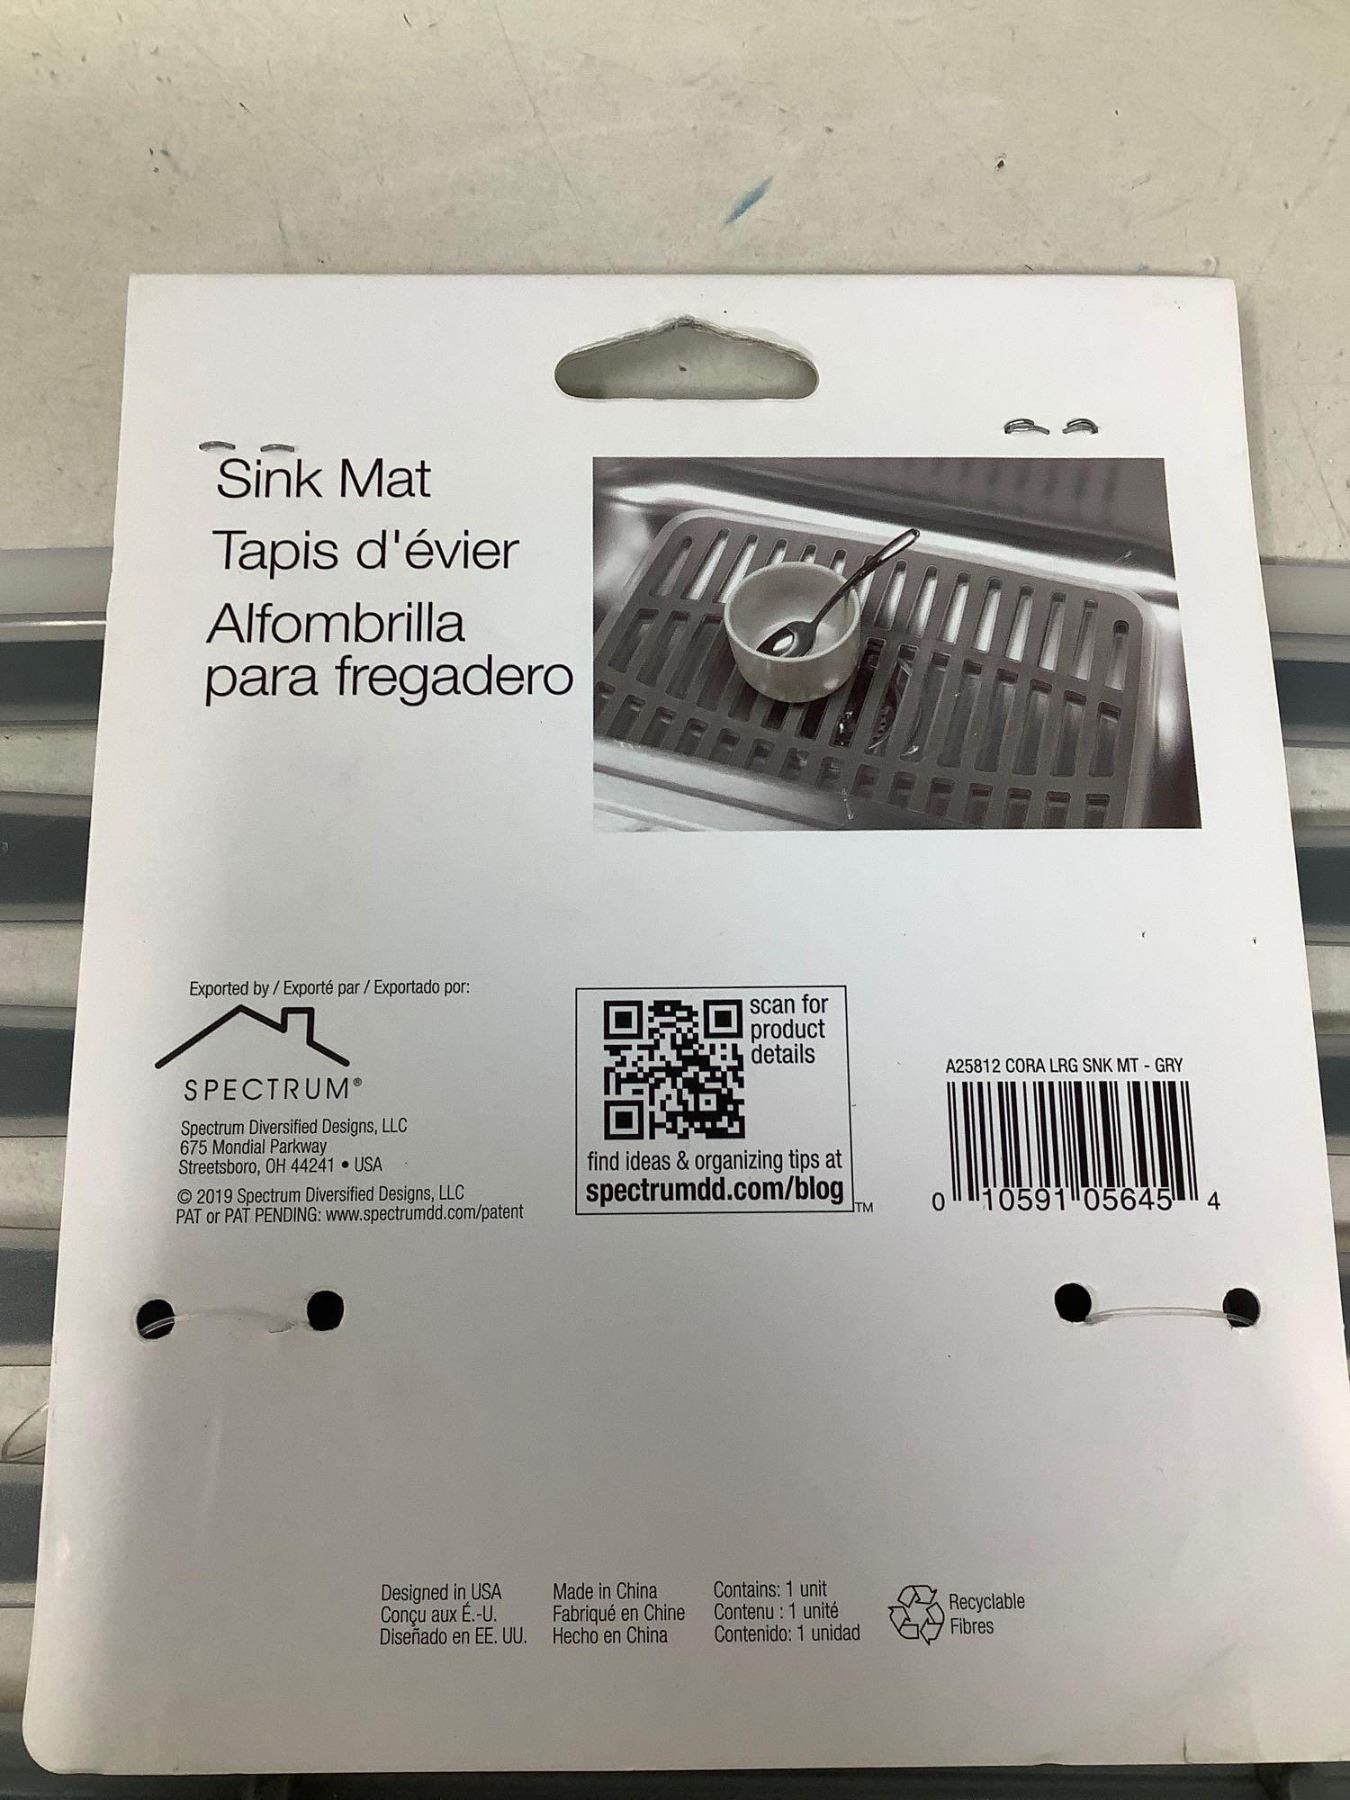 Sink Mat
Tapis d'évier
Alfombrilla
para fregadero
Exported by / Exporté par / Exportado por:
SPECTRUM®
Spectrum Diversified Designs, LLC
675 Mondial Parkway
Streetsboro, OH 44241 • USA
© 2019 Spectrum Diversified Designs, LLC
PAT or PAT PENDING: www.spectrumdd.com/patent
scan for
product
details
find ideas & organizing tips at
spectrumdd.com/blog
TM
A25812 CORA LRG SNK MT - GRY
0 10591 05645 4
Designed in USA
Conçu aux É.-U.
Diseñado en EE. UU.
Made in China
Fabriqué en Chine
Hecho en China
Contains: 1 unit
Contenu : 1 unité
Contenido: 1 unidad
Recyclable
Fibres